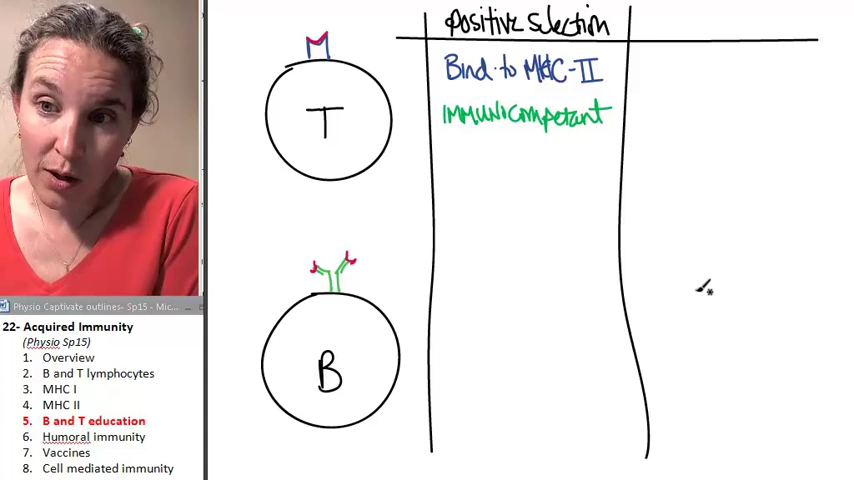 Positive Selection
Bind to MHC-II
IMMUNIcompetant
T
B
Physio Captivate outlines- Sp15 - Mic...
22- Acquired Immunity
(Physio Sp15)
1. Overview
2. B and T lymphocytes
3. MHC I
4. MHC II
5. B and T education
6. Humoral immunity
7. Vaccines
8. Cell mediated immunity